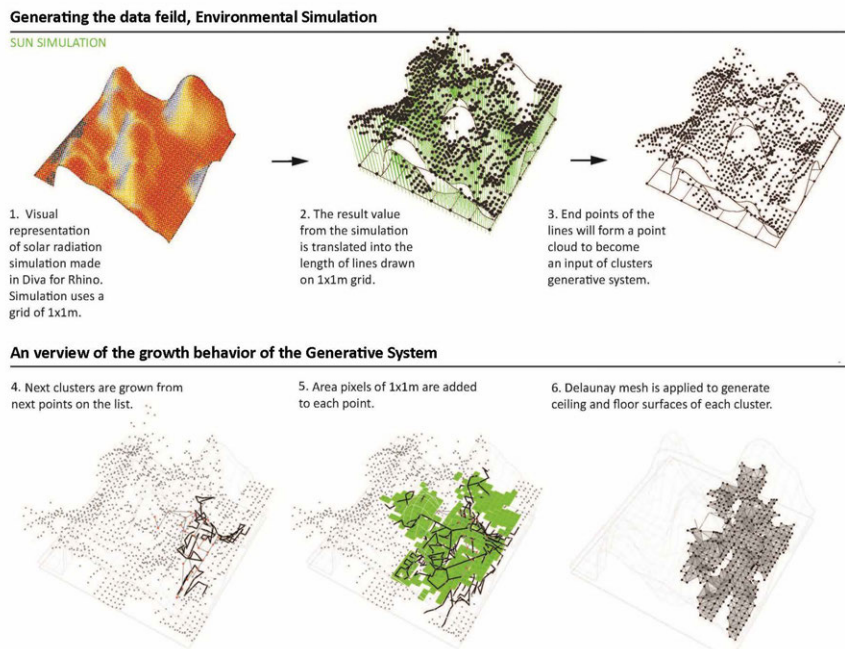 Generating the data feild, Environmental Simulation
SUN SIMULATION
1. Visual
representation
of solar radiation
simulation made
in Diva for Rhino.
Simulation uses a
grid of 1x1m.
2. The result value
from the simulation
is translated into the
length of lines drawn
on 1x1m grid.
3. End points of the
lines will form a point
cloud to become
an input of clusters
generative system.
An verview of the growth behavior of the Generative System
4. Next clusters are grown from
next points on the list.
5. Area pixels of 1x1m are added
to each point.
6. Delaunay mesh is applied to generate
ceiling and floor surfaces of each cluster.